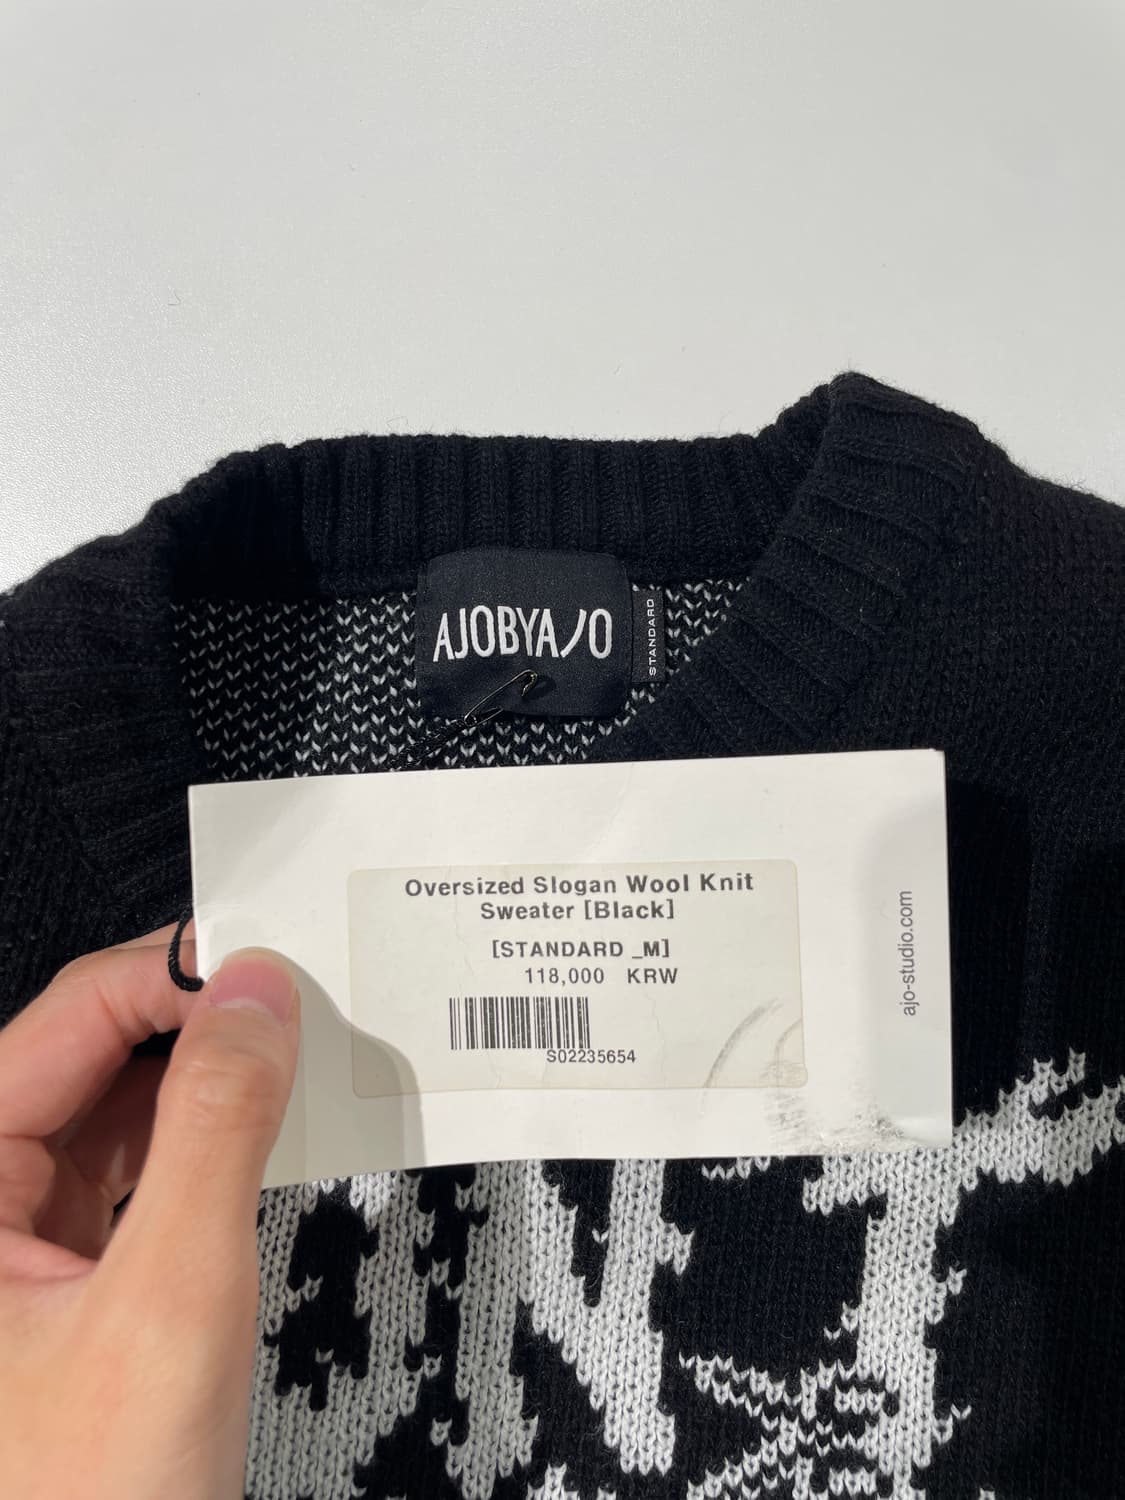 AJOBYAJO
STANDARD
Oversized Slogan Wool Knit
Sweater [Black]
[STANDARD _M]
118,000 KRW
S02235654
ajo-studio.com